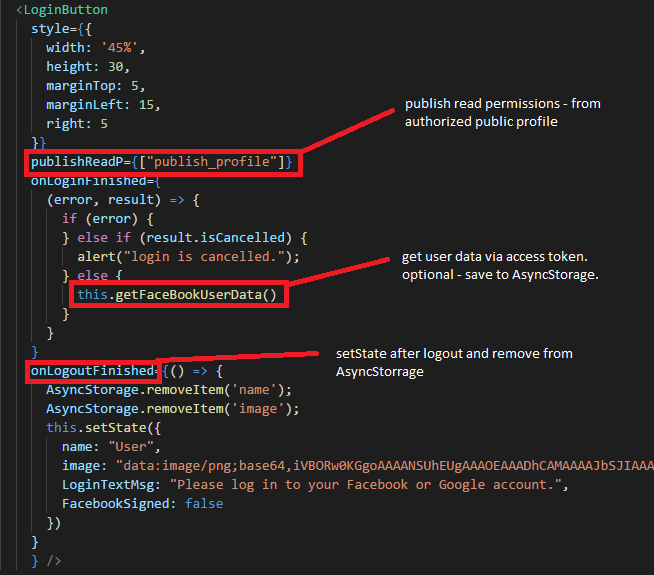 <LoginButton
style={{
width: '45%',
height: 30,
marginTop: 5,
marginLeft: 15,
right: 5
}}
publishReadP={["publish_profile"]}
onLoginFinished={
(error, result) => {
if (error) {
} else if (result.isCancelled) {
alert("login is cancelled.");
} else {
this.getFaceBookUserData()
}
}
}
onLogoutFinished={() => {
AsyncStorage.removeItem('name');
AsyncStorage.removeItem('image');
this.setState({
name: "User",
image: "data:image/png;base64,iVBORw0KGgoAAAANSUhEUgAAAOEAAADhCAMAAAAJbSJIAAA
LoginTextMsg: "Please log in to your Facebook or Google account.",
FacebookSigned: false
})
}
} />
publish read permissions - from
authorized public profile
get user data via access token.
optional - save to AsyncStorage.
setState after logout and remove from
AsyncStorrage